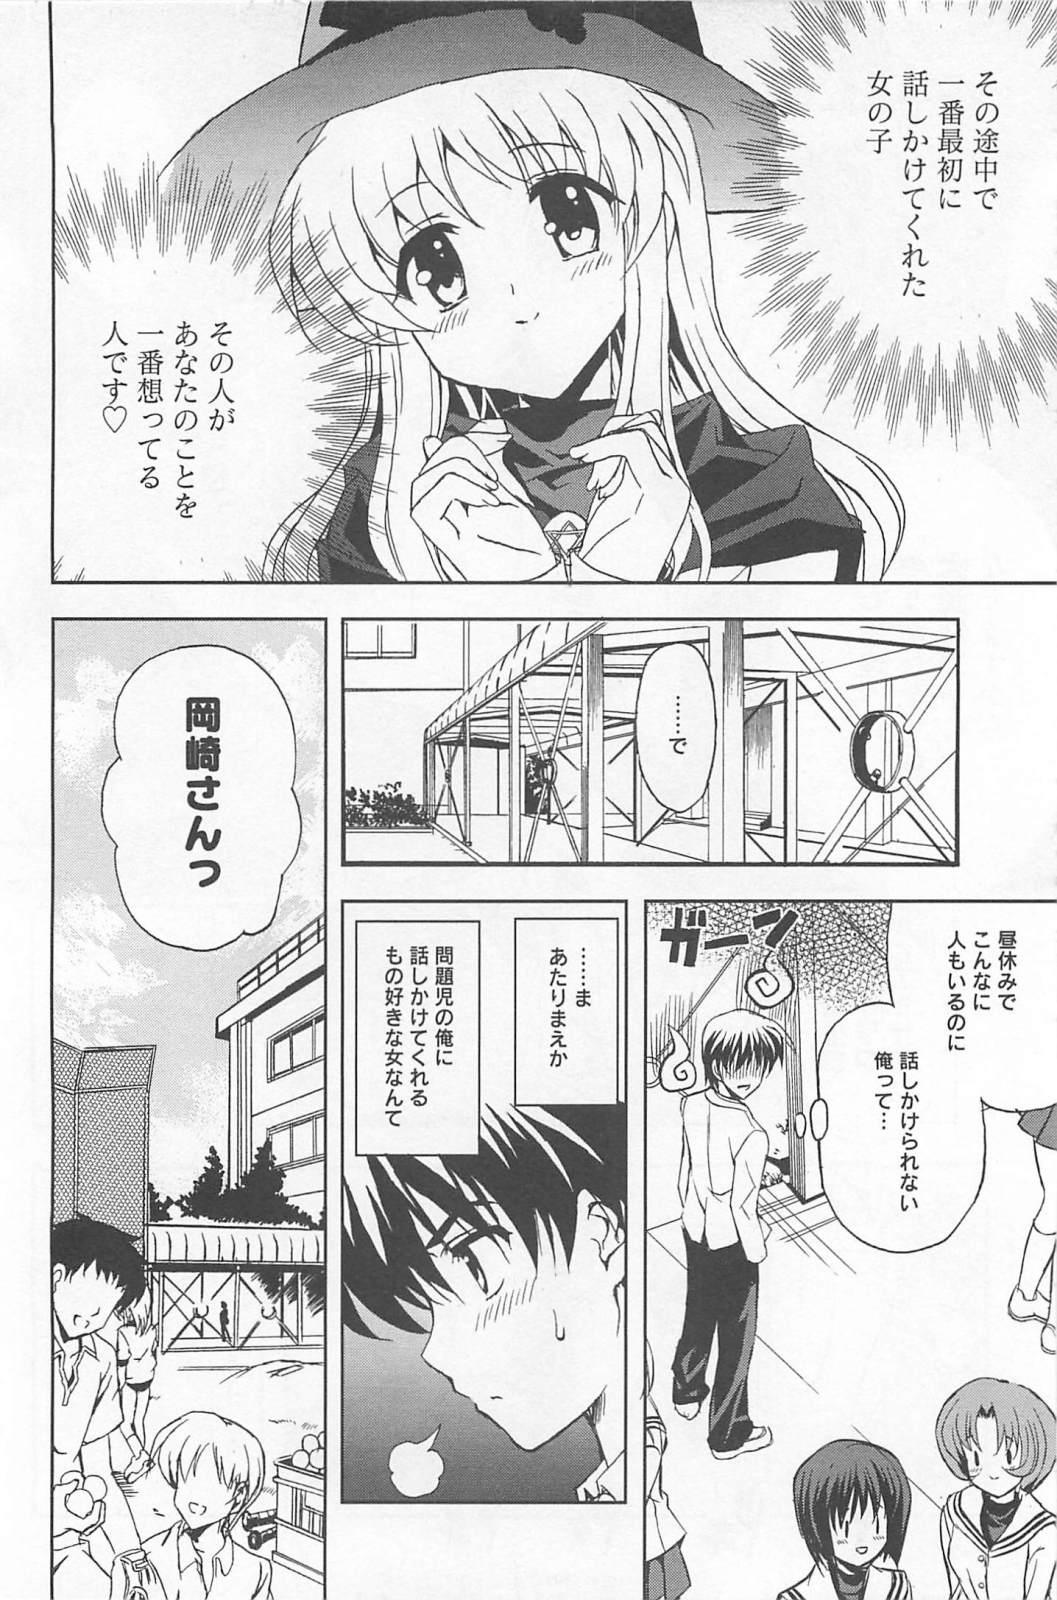 その途中で
一番最初に
話しかけてくれた
女の子
その人が
あなたのことを
一番想ってる
人です♡
……で
昼休みで
こんなに
人もいるのに
話しかけられない
俺って…
ガーン
……ま
あたりまえか
問題児の俺に
話しかけてくれる
もの好きな女なんて
岡崎さんっ